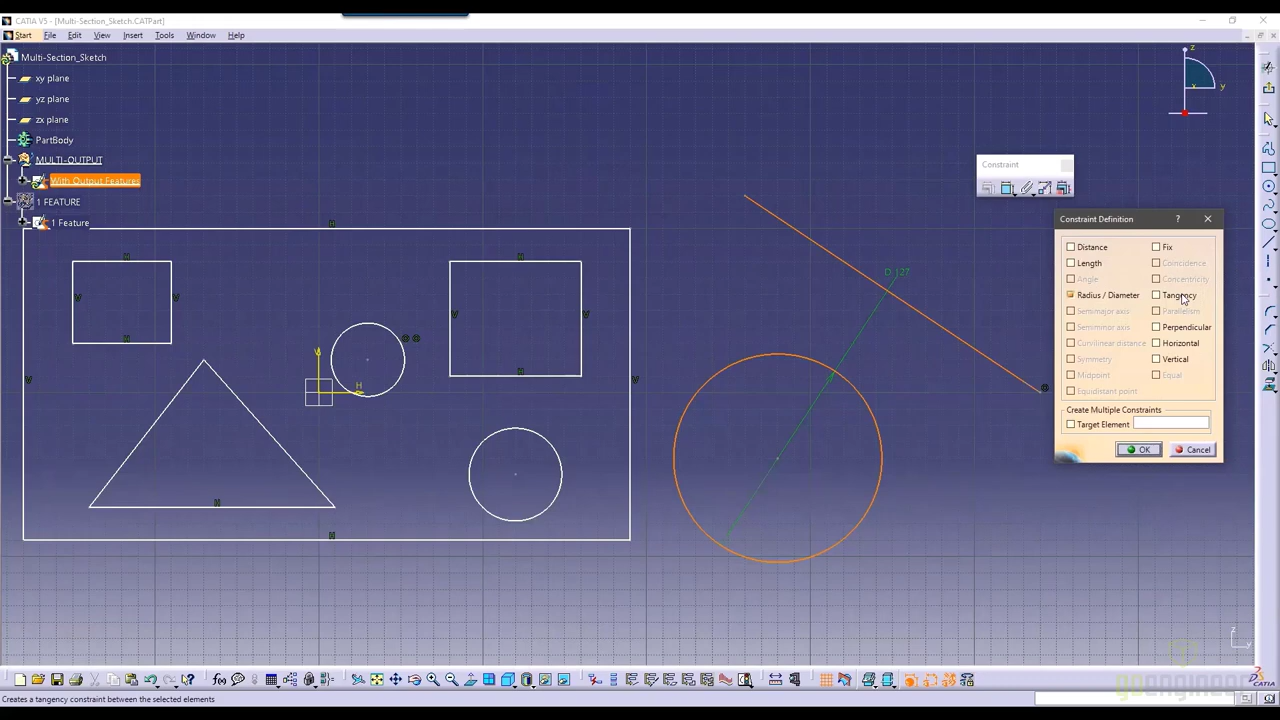 CATIA V5 - [Multi-Section_Sketch.CATPart]
Start File Edit View Insert Tools Window Help
Multi-Section_Sketch
xy plane
yz plane
zx plane
PartBody
MULTI-OUTPUT
With Output Features
1 FEATURE
1 Feature
z
x
y
H
H
H
V
V
H
V
V
H
H
V
V
V
H
H
H
D 127
Constraint
Constraint Definition ? 
Distance Fix
Length Coincidence
Angle Concentricity
Radius / Diameter Tangency
Semimajor axis Parallelism
Semiminor axis Perpendicular
Curvilinear distance Horizontal
Symmetry Vertical
Midpoint Equal
Equidistant point
Create Multiple Constraints
Target Element
OK Cancel
z
y
goengineer
CATIA
Creates a tangency constraint between the selected elements